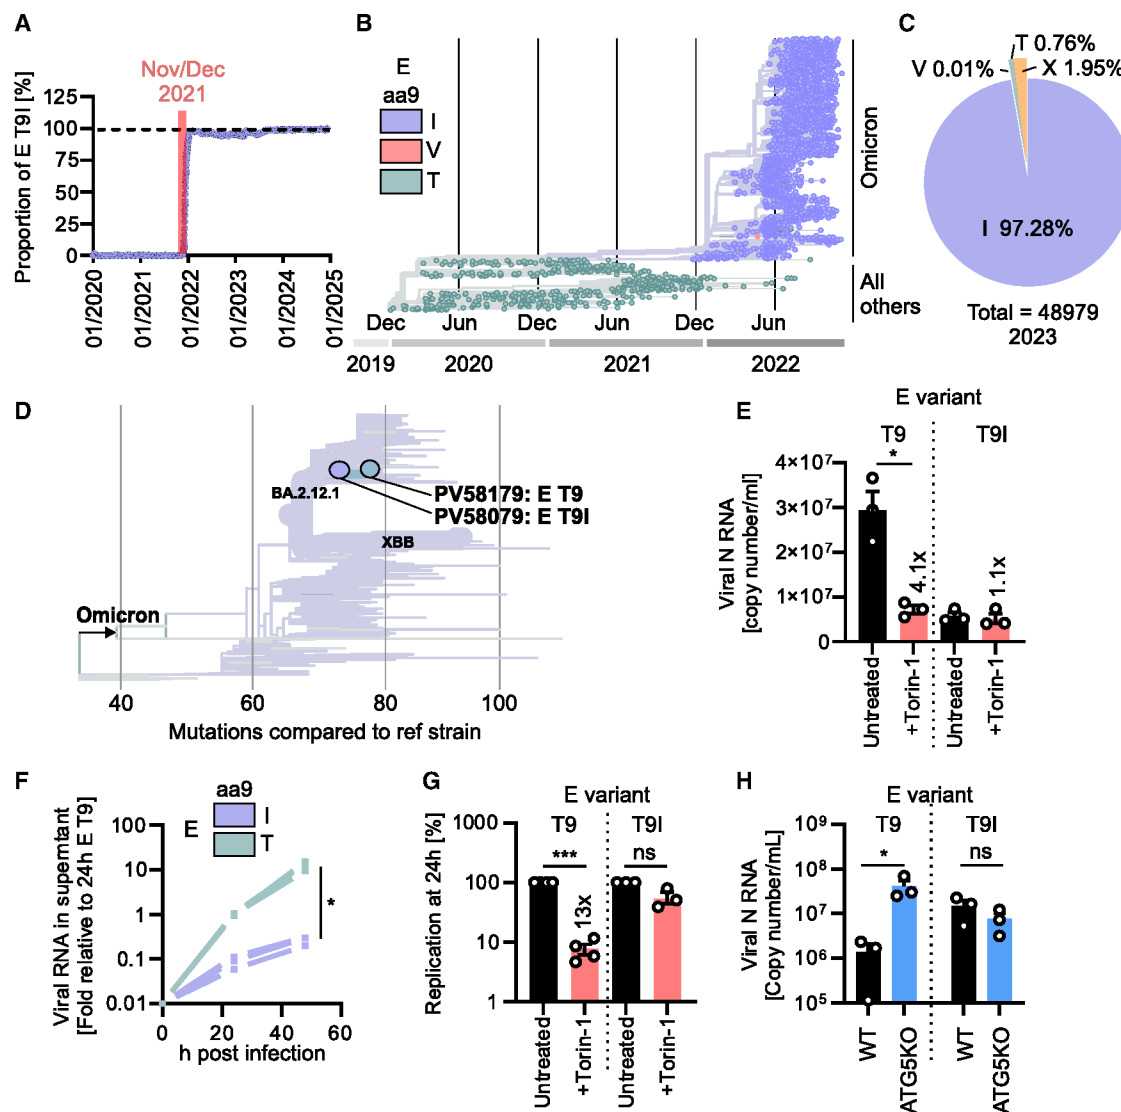 A
Nov/Dec
2021
Proportion of E T9I [%]
125
100
75
50
25
0
01/2020
01/2021
01/2022
01/2023
01/2024
01/2025
B
E
aa9
I
V
T
Omicron
All
others
Dec
Jun
Dec
Jun
Dec
Jun
2019
2020
2021
2022
C
T 0.76%
V 0.01%
X 1.95%
I 97.28%
Total = 48979
2023
D
BA.2.12.1
PV58179: E T9
PV58079: E T9I
XBB
Omicron
40
60
80
100
Mutations compared to ref strain
E
E variant
T9
T9I
*
Viral N RNA
[copy number/ml]
4×10⁷
3×10⁷
2×10⁷
1×10⁷
0
4.1x
1.1x
Untreated
+Torin-1
Untreated
+Torin-1
F
aa9
E
I
T
Viral RNA in superntant
[Fold relative to 24h E T9]
100
10
1
0.1
0.01
*
0
20
40
60
h post infection
G
E variant
T9
T9I
***
ns
Replication at 24h [%]
1000
100
10
1
13x
Untreated
+Torin-1
Untreated
+Torin-1
H
E variant
T9
T9I
*
ns
Viral N RNA
[Copy number/mL]
10⁸
10⁷
10⁶
10⁵
WT
ATG5KO
WT
ATG5KO